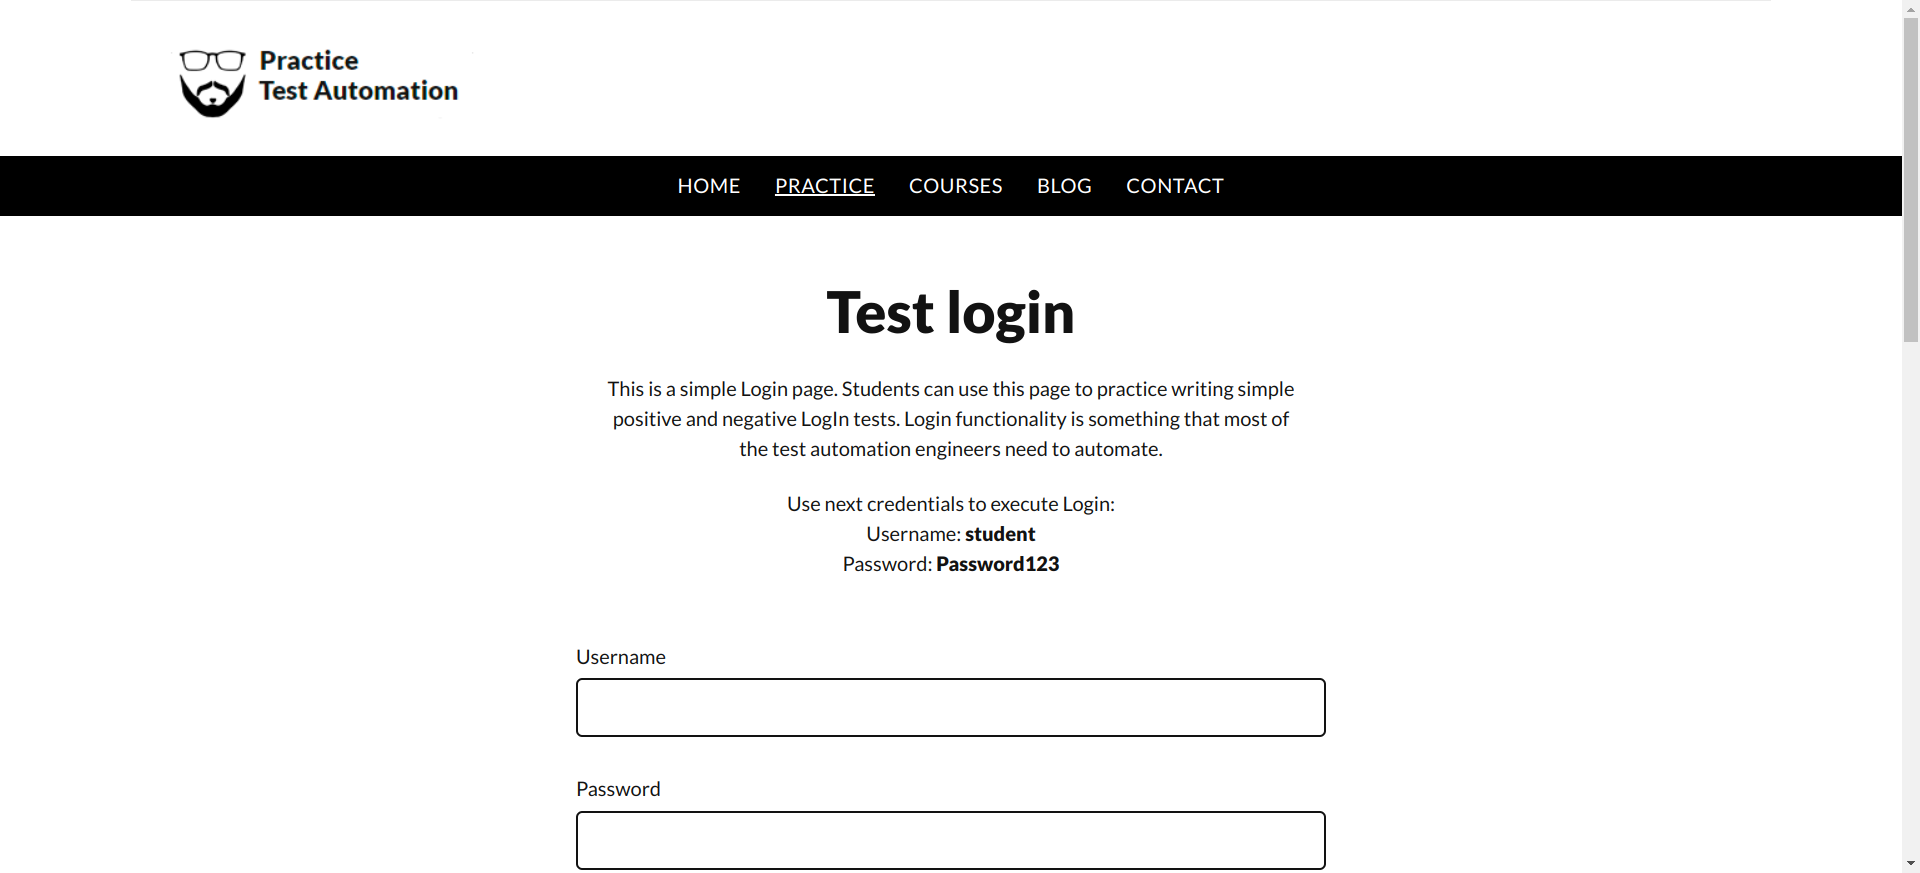 Practice
Test Automation
HOME PRACTICE COURSES BLOG CONTACT
Test login
This is a simple Login page. Students can use this page to practice writing simple
positive and negative LogIn tests. Login functionality is something that most of
the test automation engineers need to automate.
Use next credentials to execute Login:
Username: student
Password: Password123
Username
Password